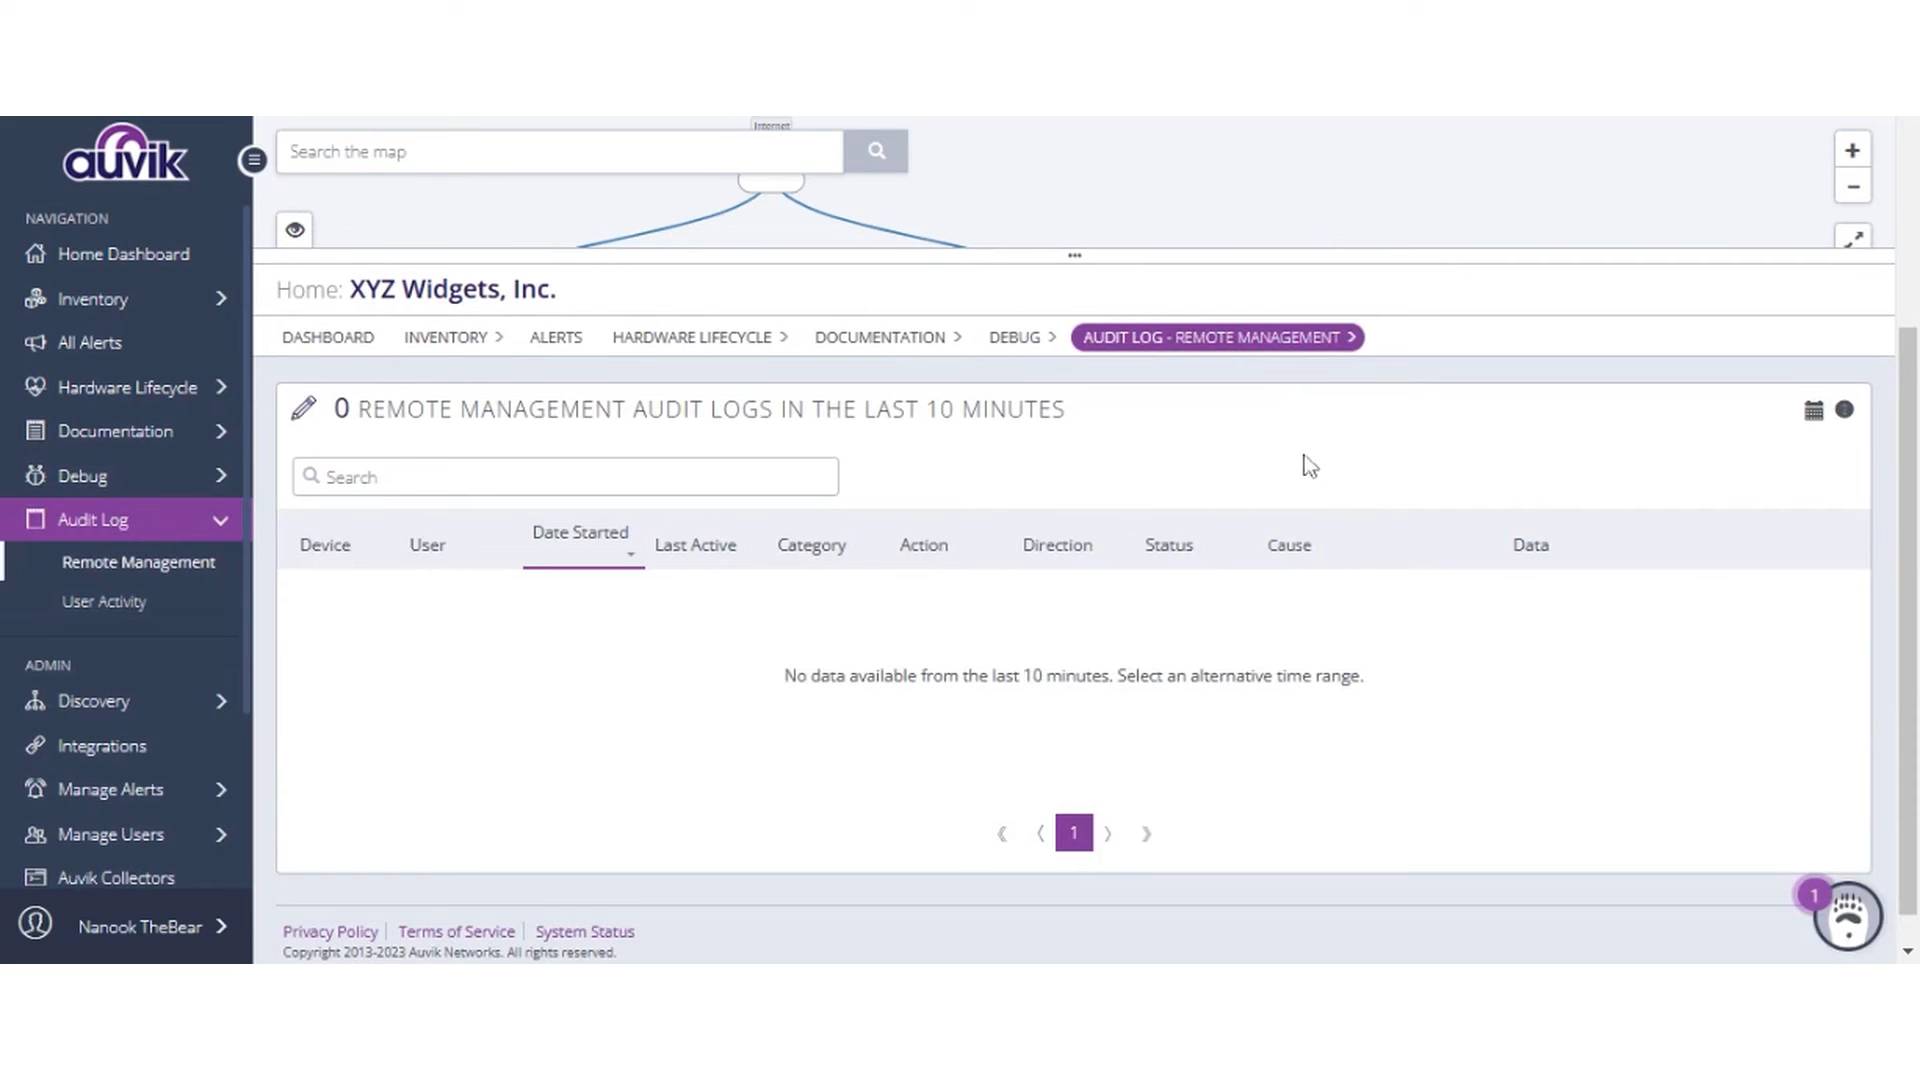 auvik
NAVIGATION
Home Dashboard
Inventory
All Alerts
Hardware Lifecycle
Documentation
Debug
Audit Log
Remote Management
User Activity
ADMIN
Discovery
Integrations
Manage Alerts
Manage Users
Auvik Collectors
Nanook TheBear
Internet
Search the map
Home: XYZ Widgets, Inc.
DASHBOARD INVENTORY ALERTS HARDWARE LIFECYCLE DOCUMENTATION DEBUG AUDIT LOG - REMOTE MANAGEMENT
0 REMOTE MANAGEMENT AUDIT LOGS IN THE LAST 10 MINUTES
Search
Device User Date Started Last Active Category Action Direction Status Cause Data
No data available from the last 10 minutes. Select an alternative time range.
1
1
Privacy Policy Terms of Service System Status
Copyright 2013-2023 Auvik Networks. All rights reserved.